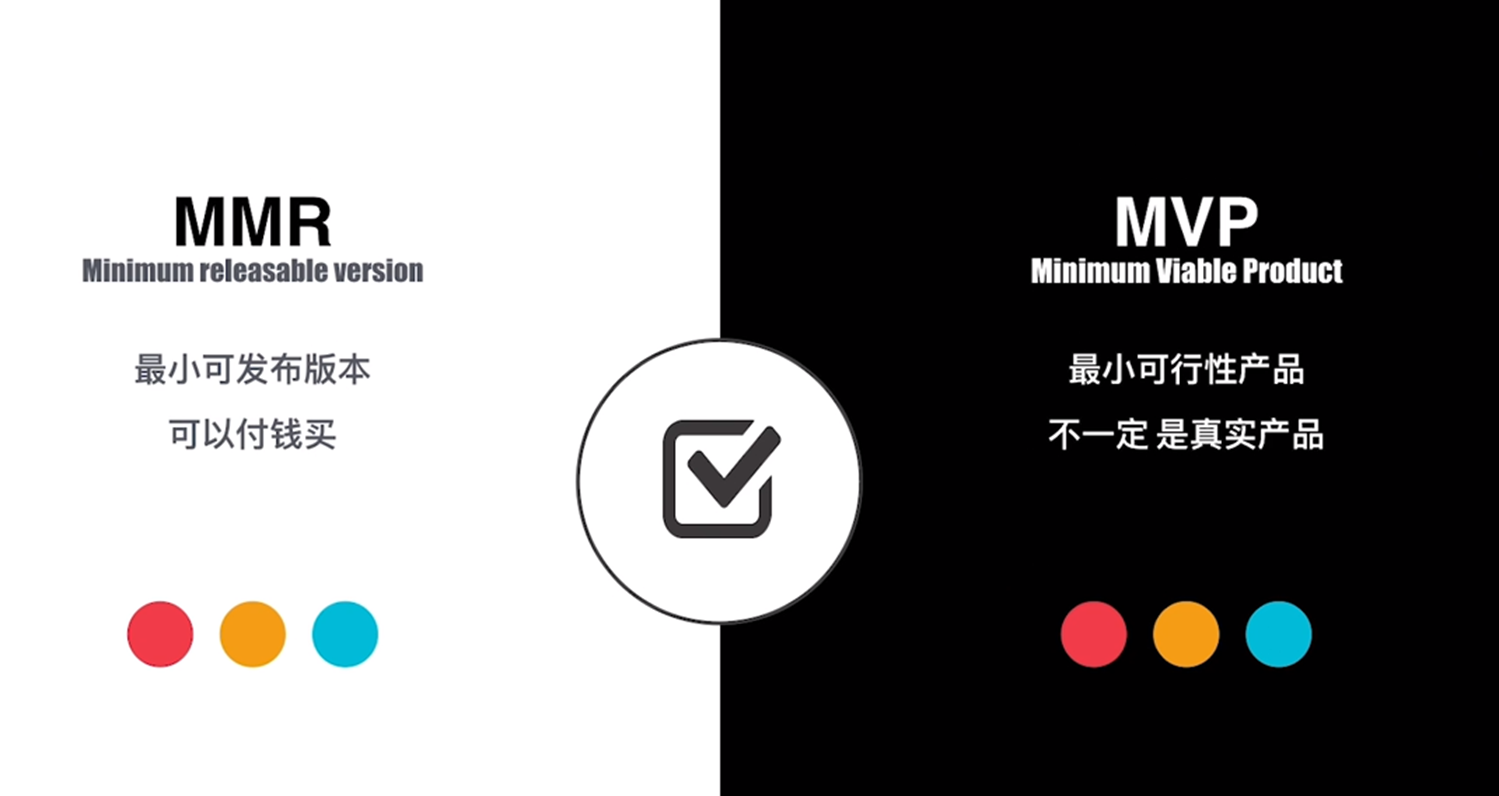 MMR
Minimum releasable version
最小可发布版本
可以付钱买
MVP
Minimum Viable Product
最小可行性产品
不一定 是真实产品